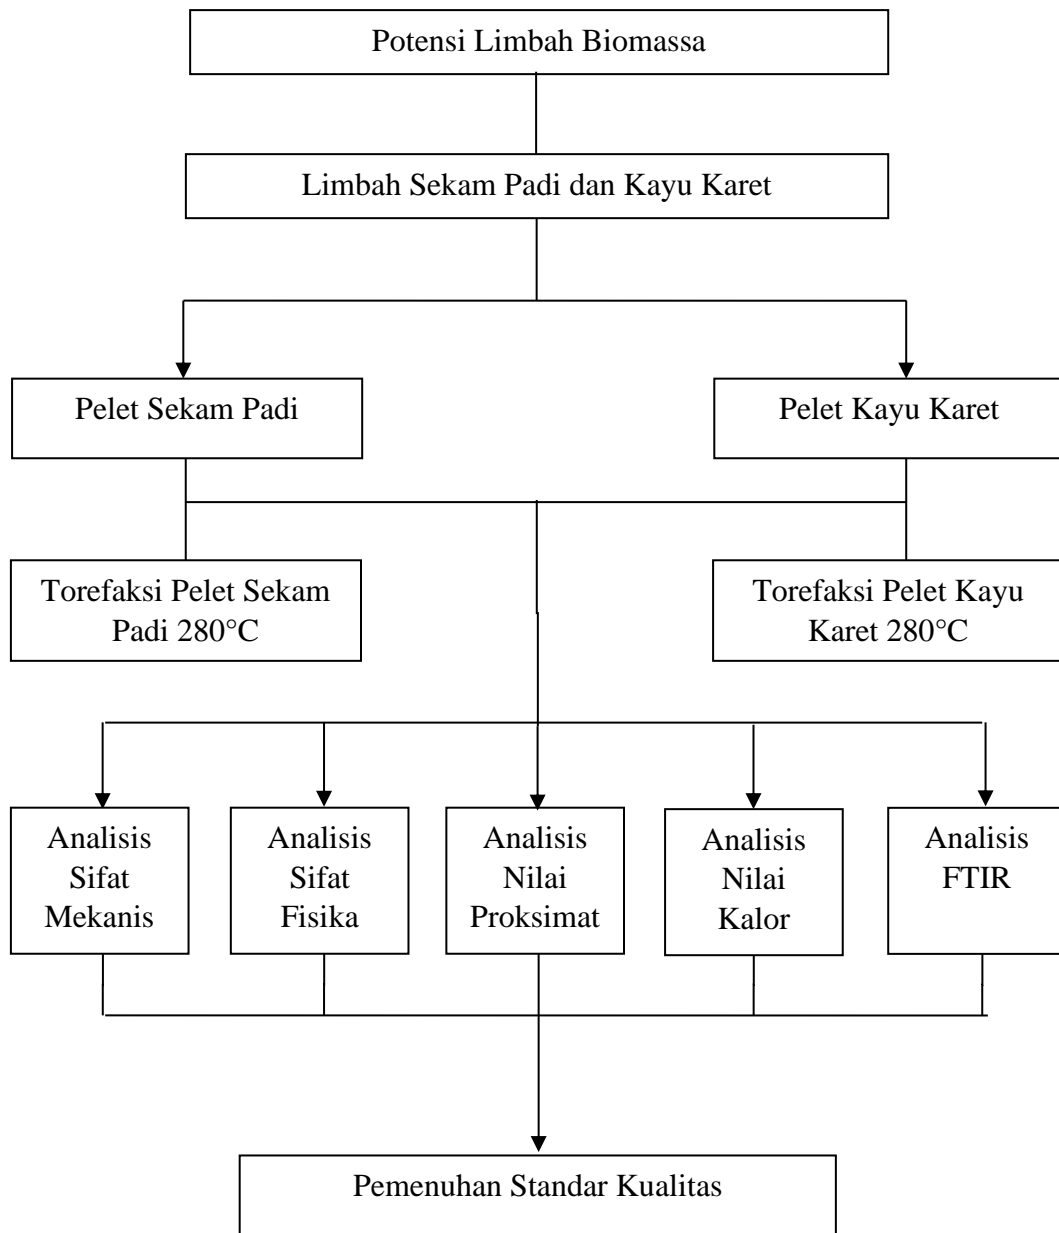 Potensi Limbah Biomassa
Limbah Sekam Padi dan Kayu Karet
Pelet Sekam Padi
Pelet Kayu Karet
Torefaksi Pelet Sekam
Padi 280°C
Torefaksi Pelet Kayu
Karet 280°C
Analisis
Sifat
Mekanis
Analisis
Sifat
Fisika
Analisis
Nilai
Proksimat
Analisis
Nilai
Kalor
Analisis
FTIR
Pemenuhan Standar Kualitas